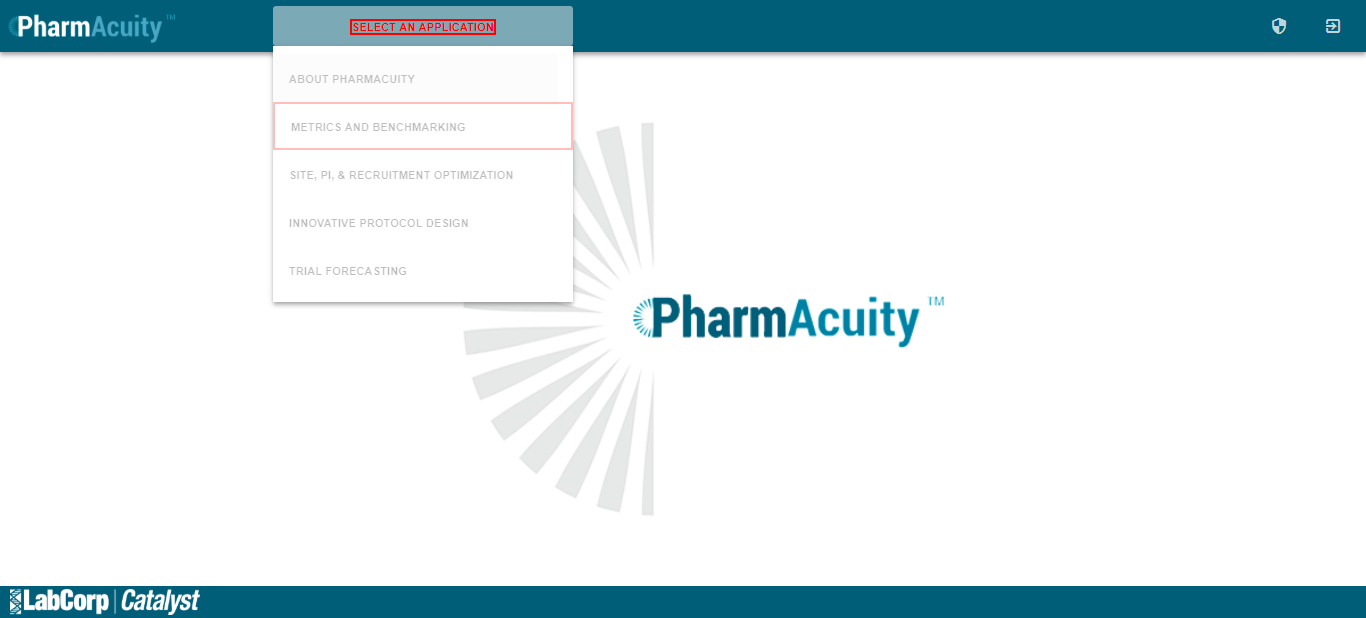 PharmAcuity™
SELECT AN APPLICATION
ABOUT PHARMACUITY
METRICS AND BENCHMARKING
SITE, PI, & RECRUITMENT OPTIMIZATION
INNOVATIVE PROTOCOL DESIGN
TRIAL FORECASTING
PharmAcuity™
LabCorp | Catalyst